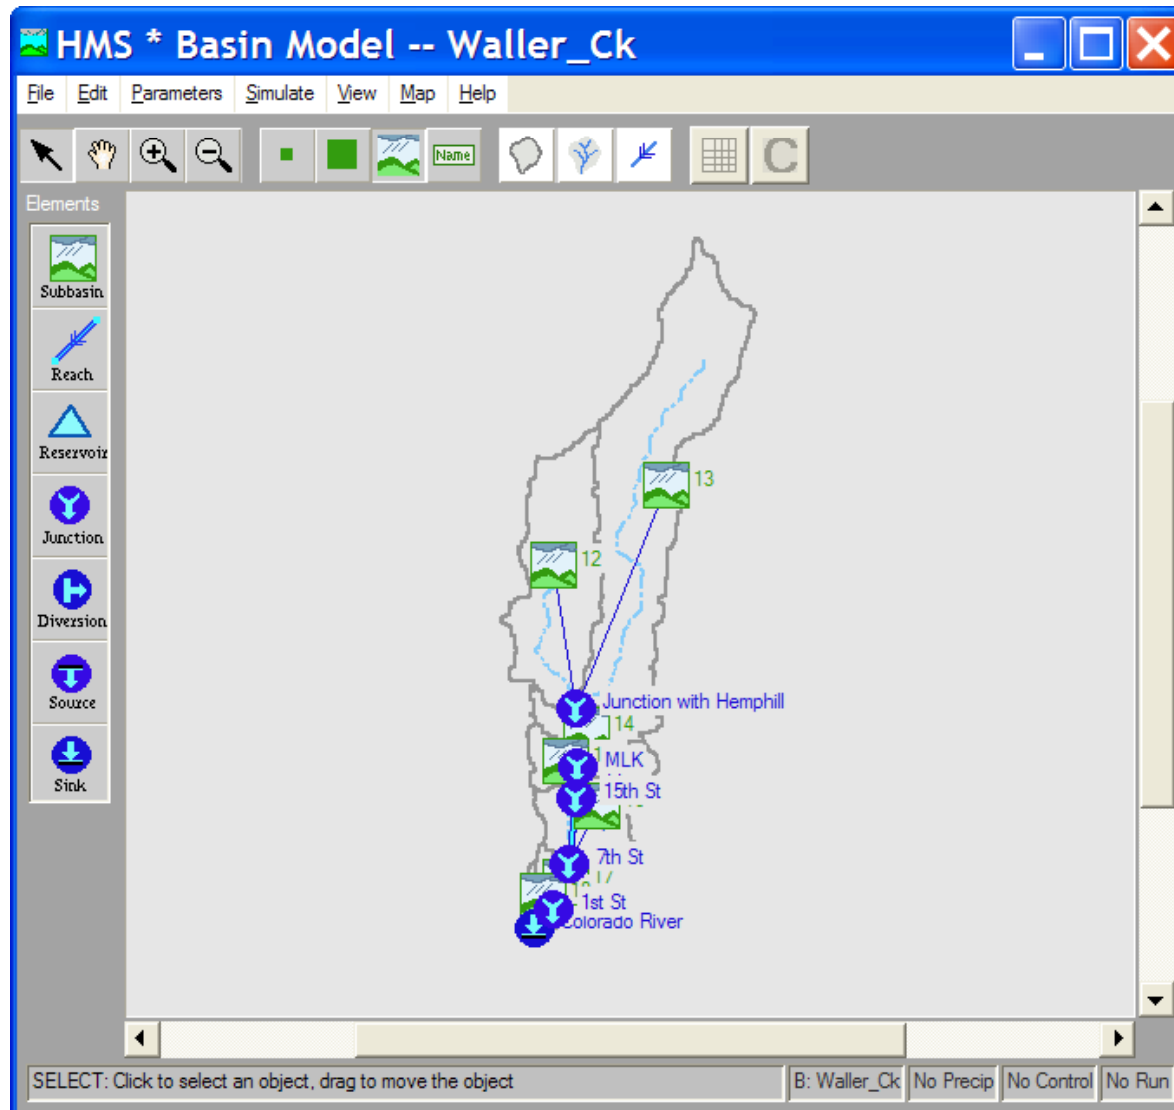 HMS * Basin Model -- Waller_Ck
File Edit Parameters Simulate View Map Help
Name
C
Elements
Subbasin
Reach
Reservoir
Junction
Diversion
Source
Sink
13
12
Junction with Hemphill
14
MLK
15th St
7th St
17
1st St
Colorado River
SELECT: Click to select an object, drag to move the object
B: Waller_Ck
No Precip
No Control
No Run